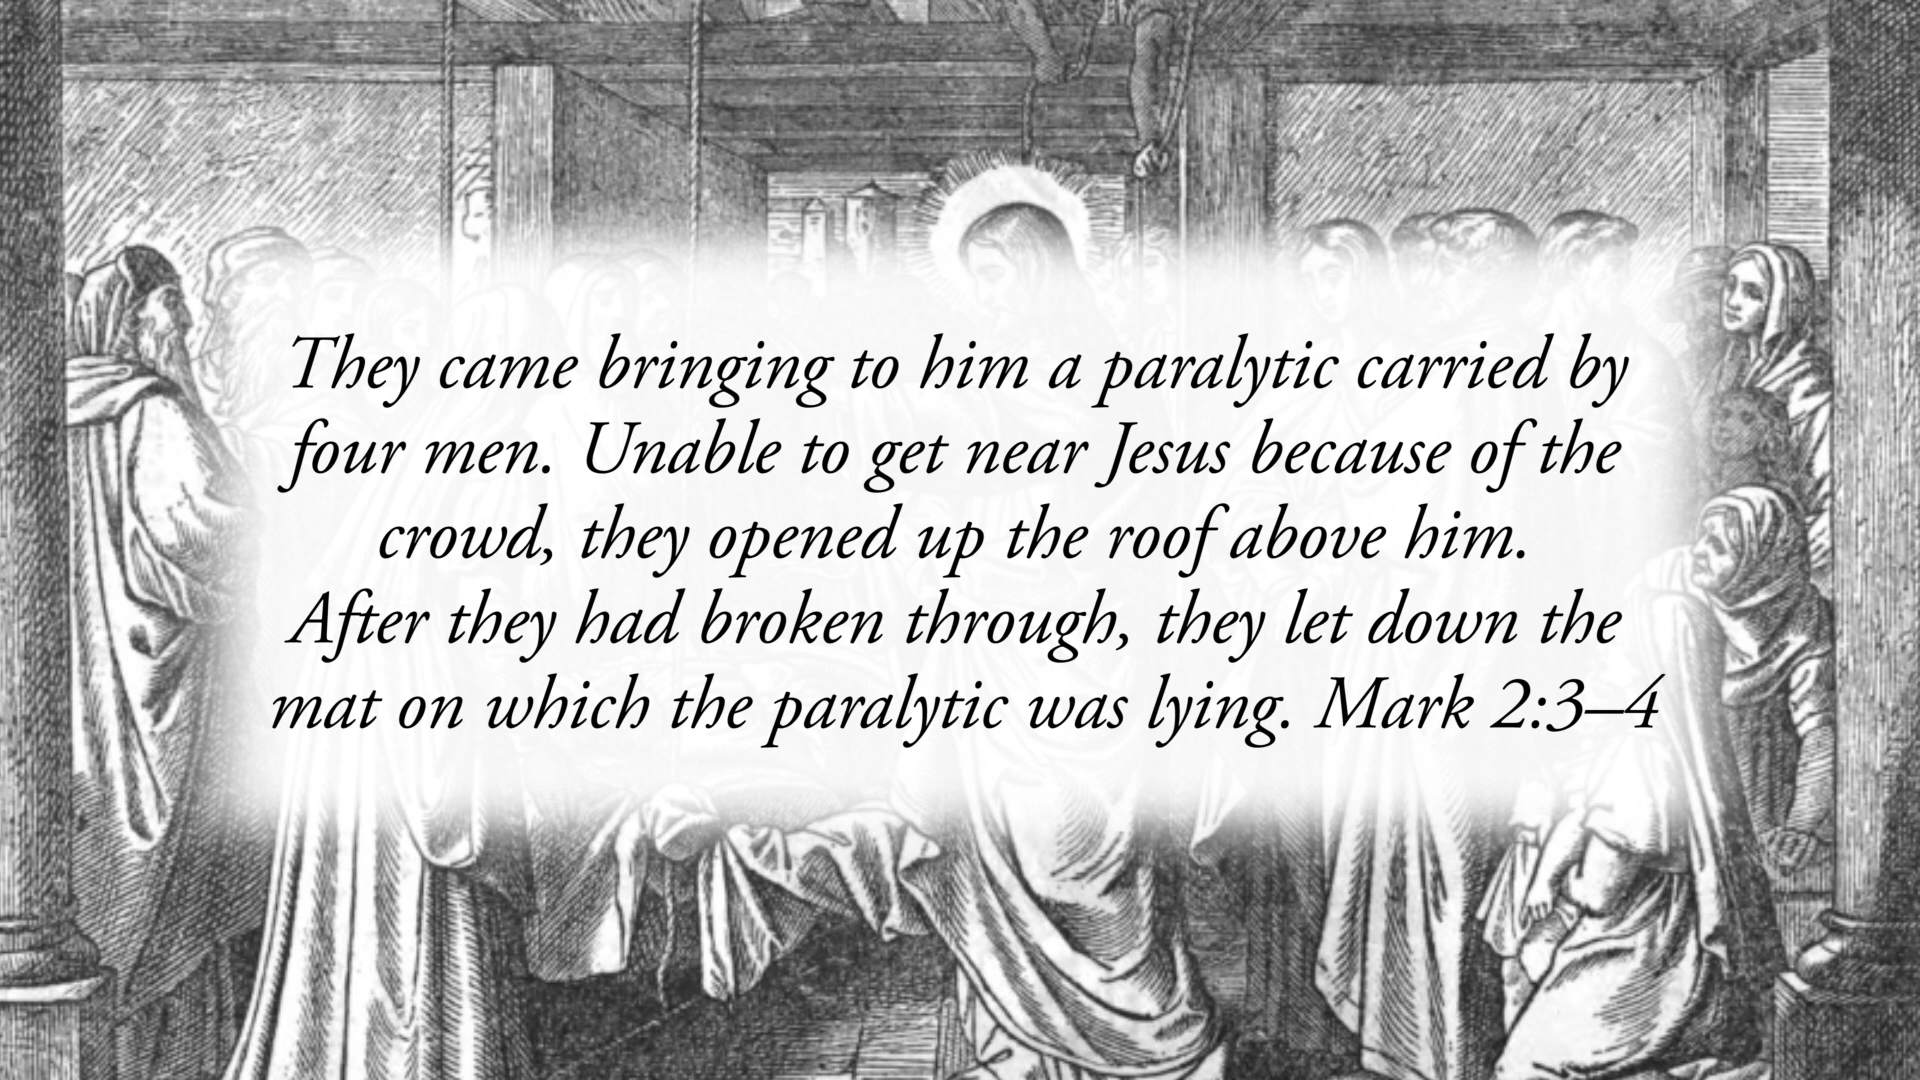 They came bringing to him a paralytic carried by
four men. Unable to get near Jesus because of the
crowd, they opened up the roof above him.
After they had broken through, they let down the
mat on which the paralytic was lying. Mark 2:3–4